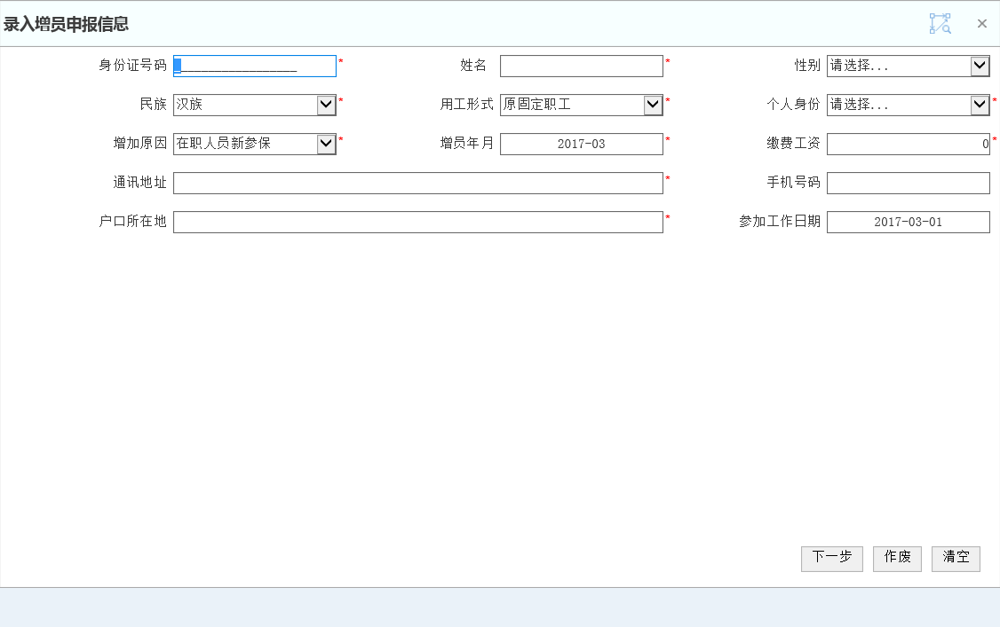 录入增员申报信息
身份证号码 _________________ * 姓名 * 性别 请选择...
民族 汉族 * 用工形式 原固定职工 * 个人身份 请选择... *
增加原因 在职人员新参保 * 增员年月 2017-03 * 缴费工资 0 *
通讯地址 * 手机号码
户口所在地 * 参加工作日期 2017-03-01
下一步 作废 清空